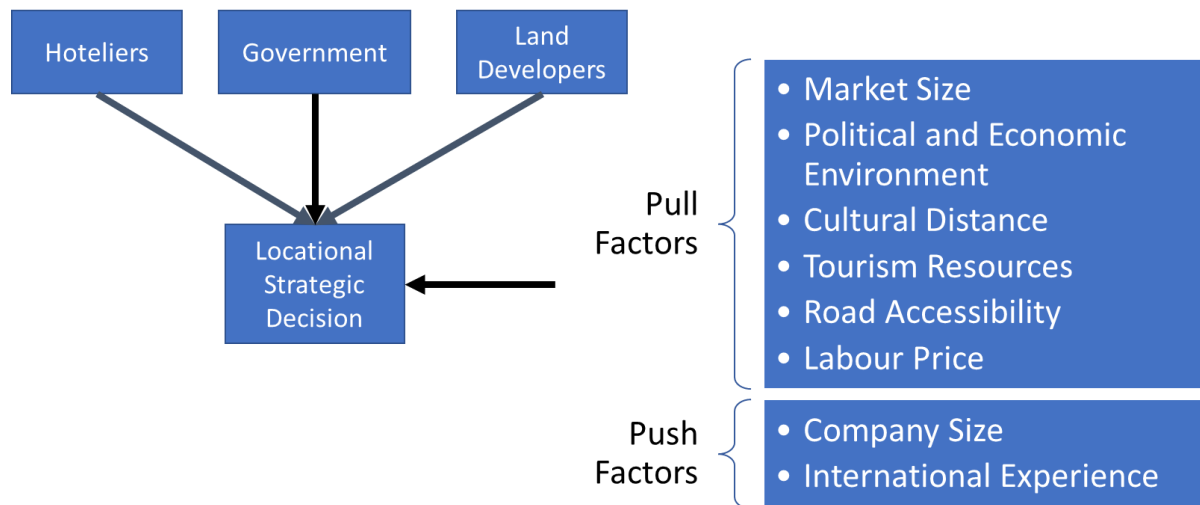 Hoteliers
Government
Land
Developers
Locational
Strategic
Decision
Pull
Factors
• Market Size
• Political and Economic
Environment
• Cultural Distance
• Tourism Resources
• Road Accessibility
• Labour Price
Push
Factors
• Company Size
• International Experience